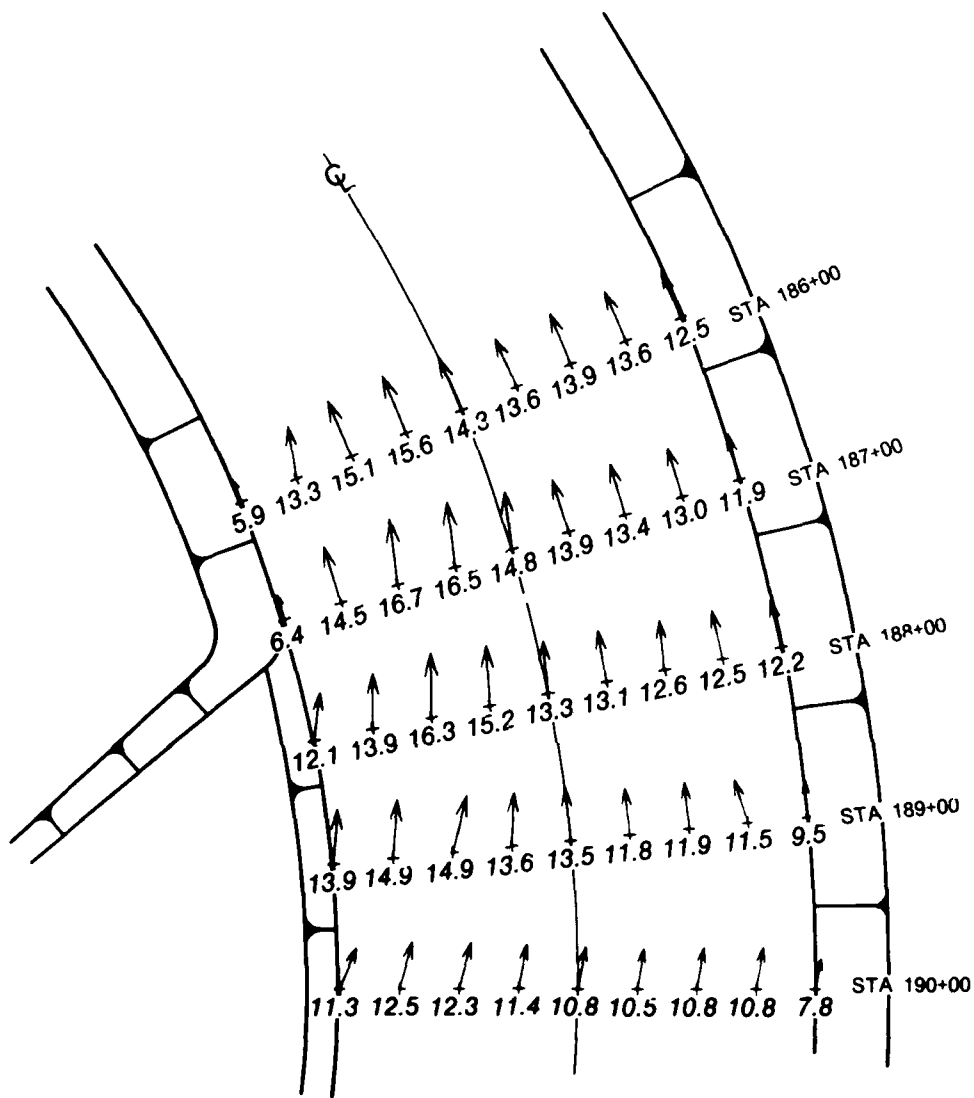 ℄
5.9 13.3 15.1 15.6 14.3 13.6 13.9 13.6 12.5 STA 186+00
6.4 14.5 16.7 16.5 14.8 13.9 13.4 13.0 11.9 STA 187+00
12.1 13.9 16.3 15.2 13.3 13.1 12.6 12.5 12.2 STA 188+00
13.9 14.9 14.9 13.6 13.5 11.8 11.9 11.5 9.5 STA 189+00
11.3 12.5 12.3 11.4 10.8 10.5 10.8 10.8 7.8 STA 190+00